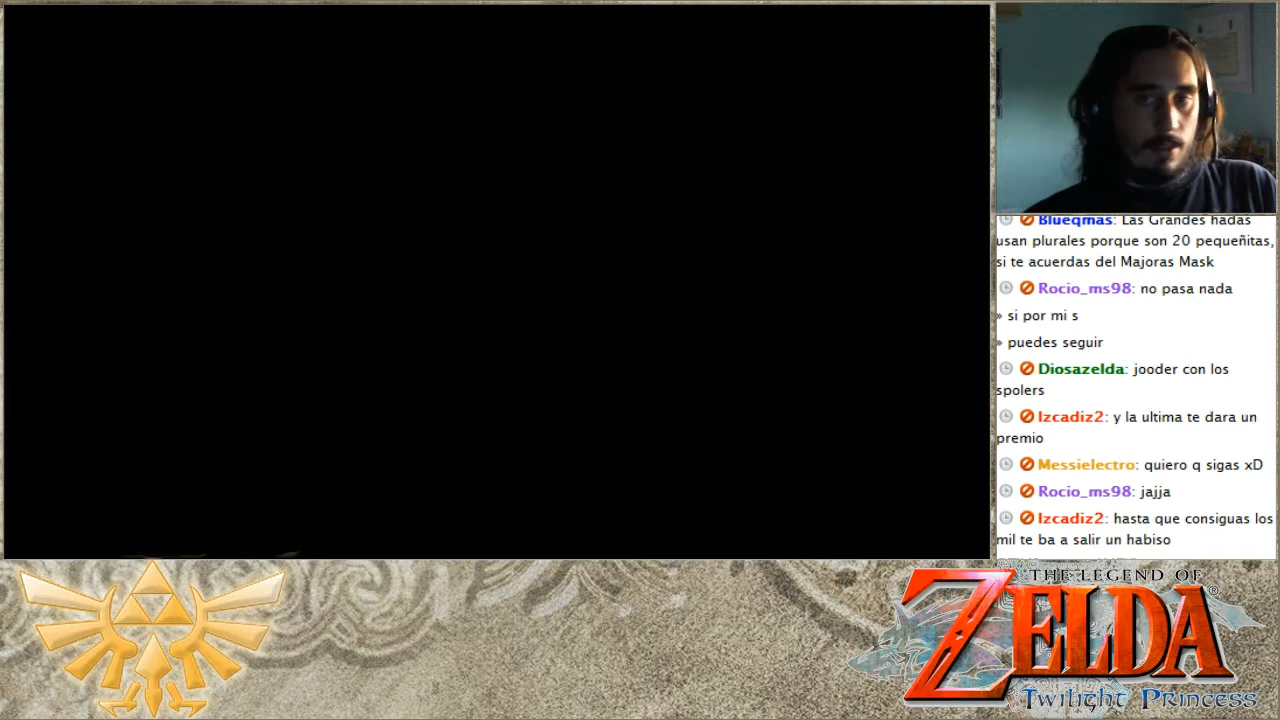 Blueqmas: Las Grandes hadas
usan plurales porque son 20 pequeñitas,
si te acuerdas del Majoras Mask
Rocio_ms98: no pasa nada
» si por mi s
» puedes seguir
Diosazelda: jooder con los
spolers
Izcadiz2: y la ultima te dara un
premio
Messielectro: quiero q sigas xD
Rocio_ms98: jajja
Izcadiz2: hasta que consiguas los
mil te ba a salir un habiso
THE LEGEND OF
ZELDA®
Twilight Princess